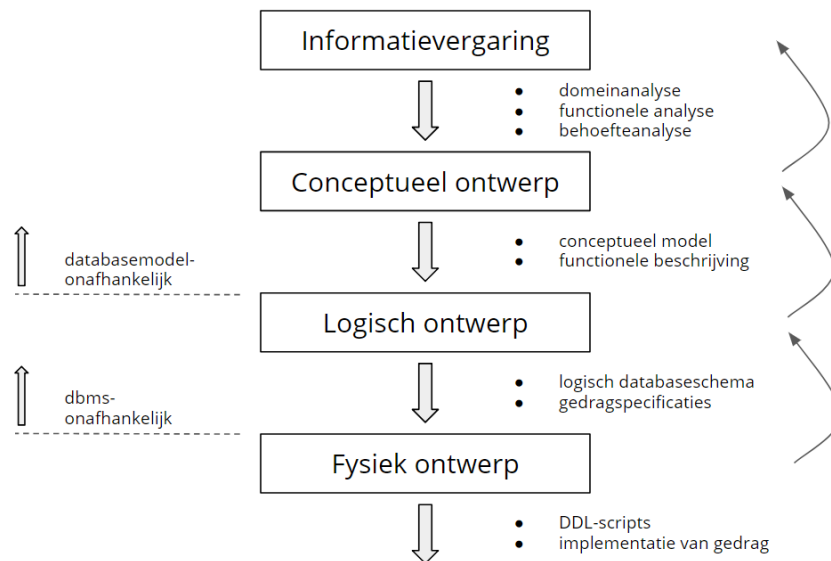 Informatievergaring
● domeinanalyse
● functionele analyse
● behoefteanalyse
Conceptueel ontwerp
● conceptueel model
● functionele beschrijving
databasemodel-
onafhankelijk
Logisch ontwerp
● logisch databaseschema
● gedragspecificaties
dbms-
onafhankelijk
Fysiek ontwerp
● DDL-scripts
● implementatie van gedrag